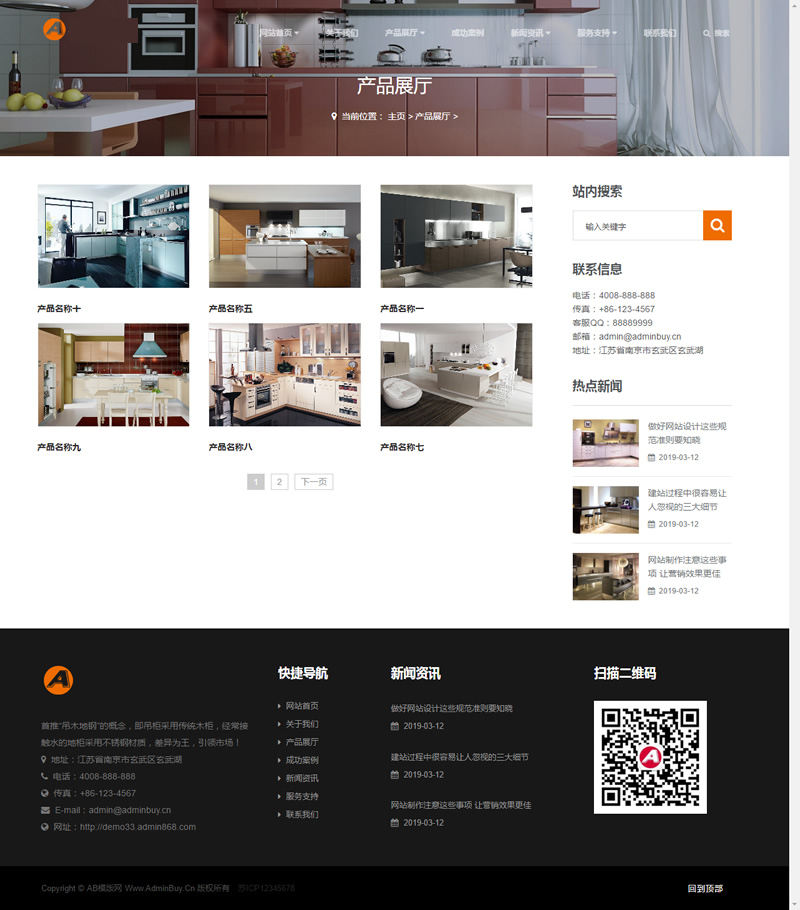 网站首页 关于我们 产品展厅 成功案例 新闻资讯 服务支持 联系我们 搜索
产品展厅
当前位置： 主页 > 产品展厅 >
产品名称十 产品名称五 产品名称一
产品名称九 产品名称八 产品名称七
1 2 下一页
站内搜索
输入关键字
联系信息
电话：4008-888-888
传真：+86-123-4567
客服QQ：88889999
邮箱：admin@adminbuy.cn
地址：江苏省南京市玄武区玄武湖
热点新闻
做好网站设计这些规
范准则要知晓
2019-03-12
建站过程中很容易让
人忽视的三大细节
2019-03-12
网站制作注意这些事
项 让营销效果更佳
2019-03-12
首推“吊木地钢”的概念，即吊柜采用传统木柜，经常接
触水的地柜采用不锈钢材质，差异为王，引领市场！
地址：江苏省南京市玄武区玄武湖
电话：4008-888-888
传真：+86-123-4567
E-mail：admin@adminbuy.cn
网址：http://demo33.admin868.com
快捷导航
网站首页
关于我们
产品展厅
成功案例
新闻资讯
服务支持
联系我们
新闻资讯
做好网站设计这些规范准则要知晓
2019-03-12
建站过程中很容易让人忽视的三大细节
2019-03-12
网站制作注意这些事项 让营销效果更佳
2019-03-12
扫描二维码
Copyright © AB模版网 Www.AdminBuy.Cn 版权所有 苏ICP12345678
回到顶部